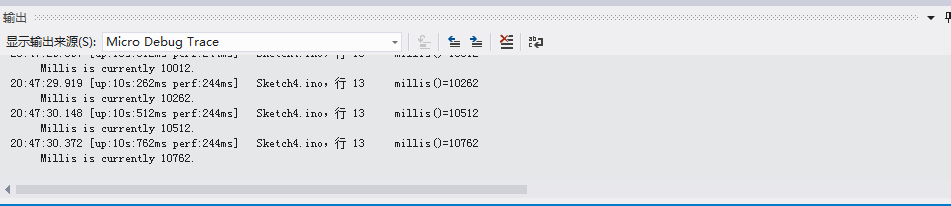 输出
显示输出来源(S): Micro Debug Trace
Millis is currently 10012.
20:47:29.919 [up:10s:262ms perf:244ms] Sketch4.ino，行 13 millis()=10262
Millis is currently 10262.
20:47:30.148 [up:10s:512ms perf:244ms] Sketch4.ino，行 13 millis()=10512
Millis is currently 10512.
20:47:30.372 [up:10s:762ms perf:244ms] Sketch4.ino，行 13 millis()=10762
Millis is currently 10762.